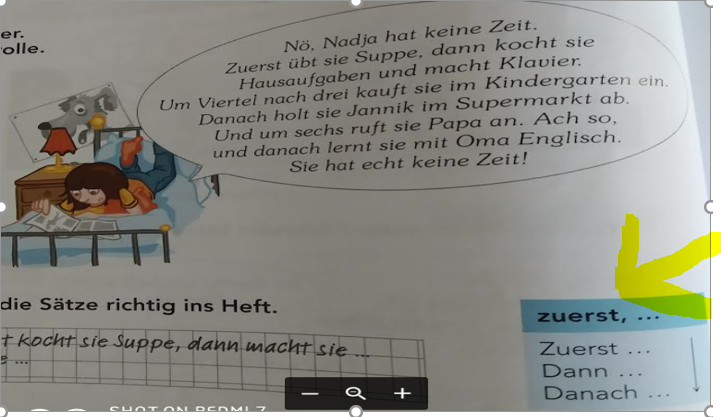 er.
olle.
Nö, Nadja hat keine Zeit.
Zuerst übt sie Suppe, dann kocht sie
Hausaufgaben und macht Klavier.
Um Viertel nach drei kauft sie im Kindergarten ein.
Danach holt sie Jannik im Supermarkt ab.
Und um sechs ruft sie Papa an. Ach so,
und danach lernt sie mit Oma Englisch.
Sie hat echt keine Zeit!
die Sätze richtig ins Heft.
t kocht sie Suppe, dann macht sie ...
e ...
zuerst, ...
Zuerst ...
Dann ...
Danach ...
SHOT ON REDMI 7